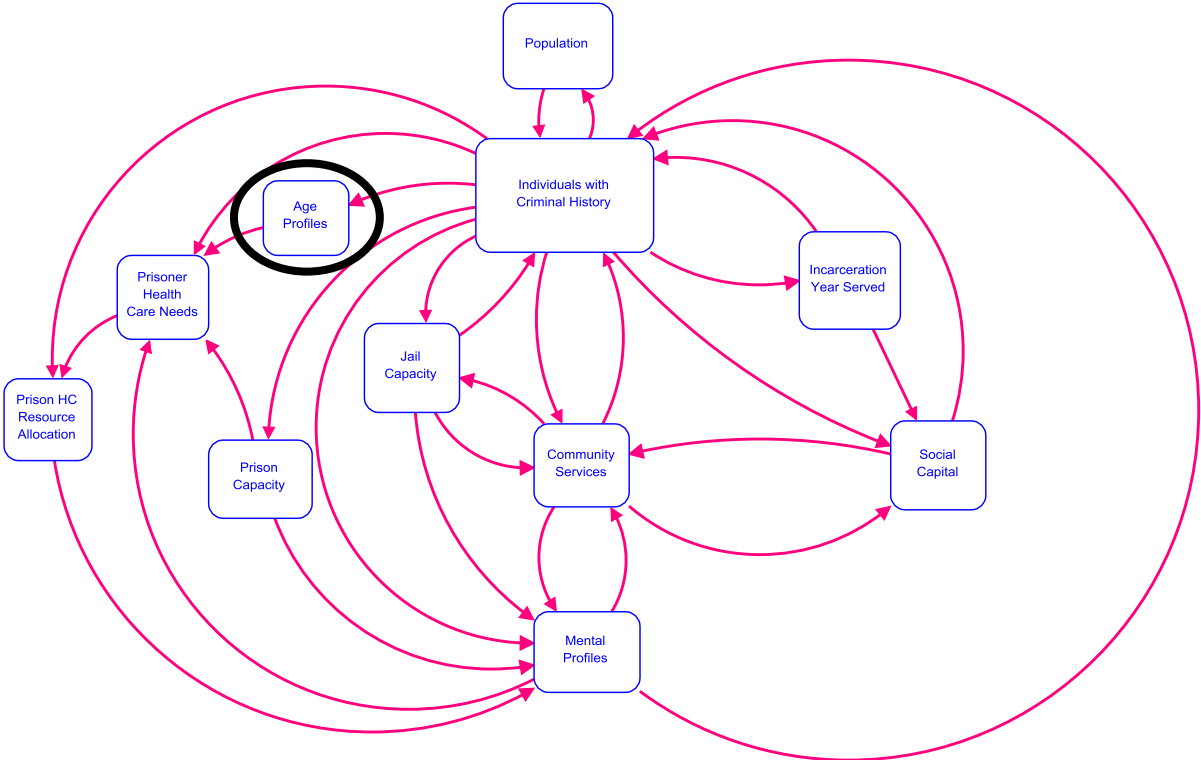 Population
Individuals with
Criminal History
Age
Profiles
Prisoner
Health
Care Needs
Incarceration
Year Served
Jail
Capacity
Prison HC
Resource
Allocation
Prison
Capacity
Community
Services
Social
Capital
Mental
Profiles